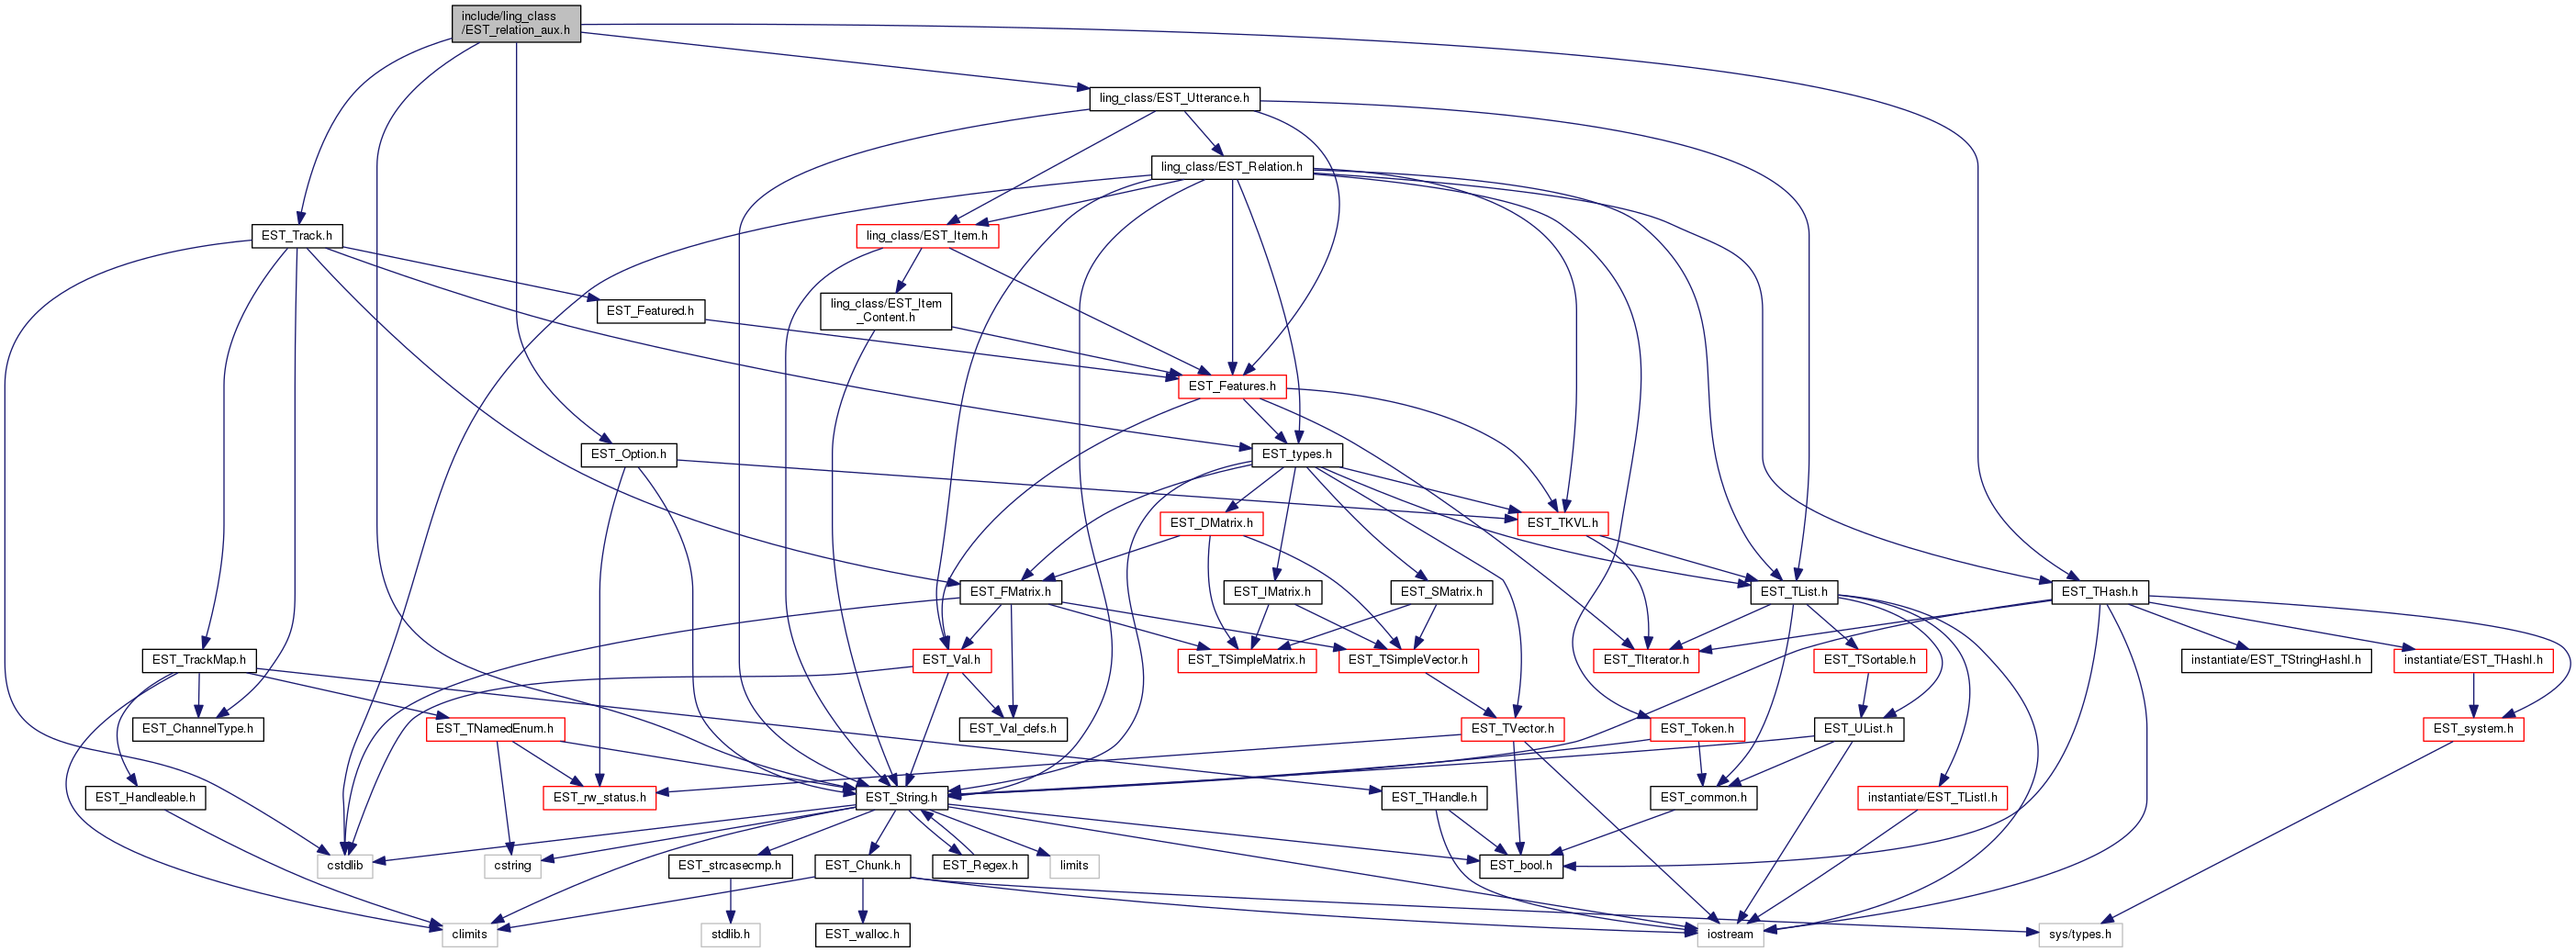 include/ling_class
/EST_relation_aux.h
ling_class/EST_Utterance.h
ling_class/EST_Relation.h
EST_Track.h
ling_class/EST_Item.h
ling_class/EST_Item
_Content.h
EST_Featured.h
EST_Features.h
EST_Option.h
EST_types.h
EST_DMatrix.h
EST_TKVL.h
EST_FMatrix.h
EST_IMatrix.h
EST_SMatrix.h
EST_TList.h
EST_THash.h
EST_TrackMap.h
EST_Val.h
EST_TSimpleMatrix.h
EST_TSimpleVector.h
EST_TIterator.h
EST_TSortable.h
instantiate/EST_TStringHashI.h
instantiate/EST_THashI.h
EST_ChannelType.h
EST_TNamedEnum.h
EST_Val_defs.h
EST_TVector.h
EST_Token.h
EST_UList.h
EST_system.h
EST_Handleable.h
EST_rw_status.h
EST_String.h
EST_THandle.h
EST_common.h
instantiate/EST_TListI.h
cstdlib
cstring
EST_strcasecmp.h
EST_Chunk.h
EST_Regex.h
limits
EST_bool.h
climits
stdlib.h
EST_walloc.h
iostream
sys/types.h